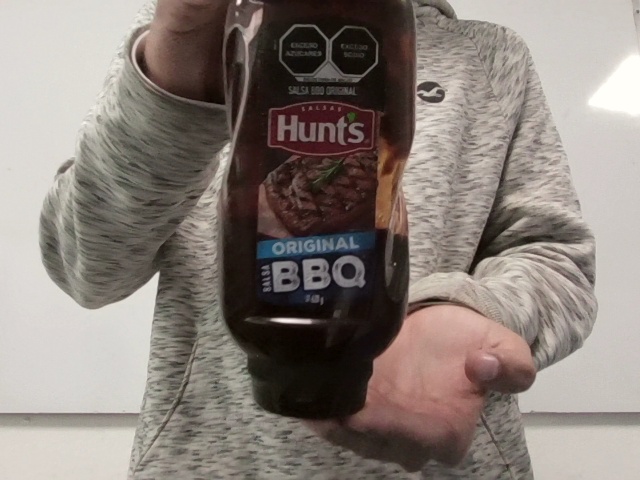 EXCESO AZÚCARES
EXCESO SODIO
SALSA BBQ ORIGINAL
SALSAS
Hunt's
ORIGINAL
SALSA
BBQ